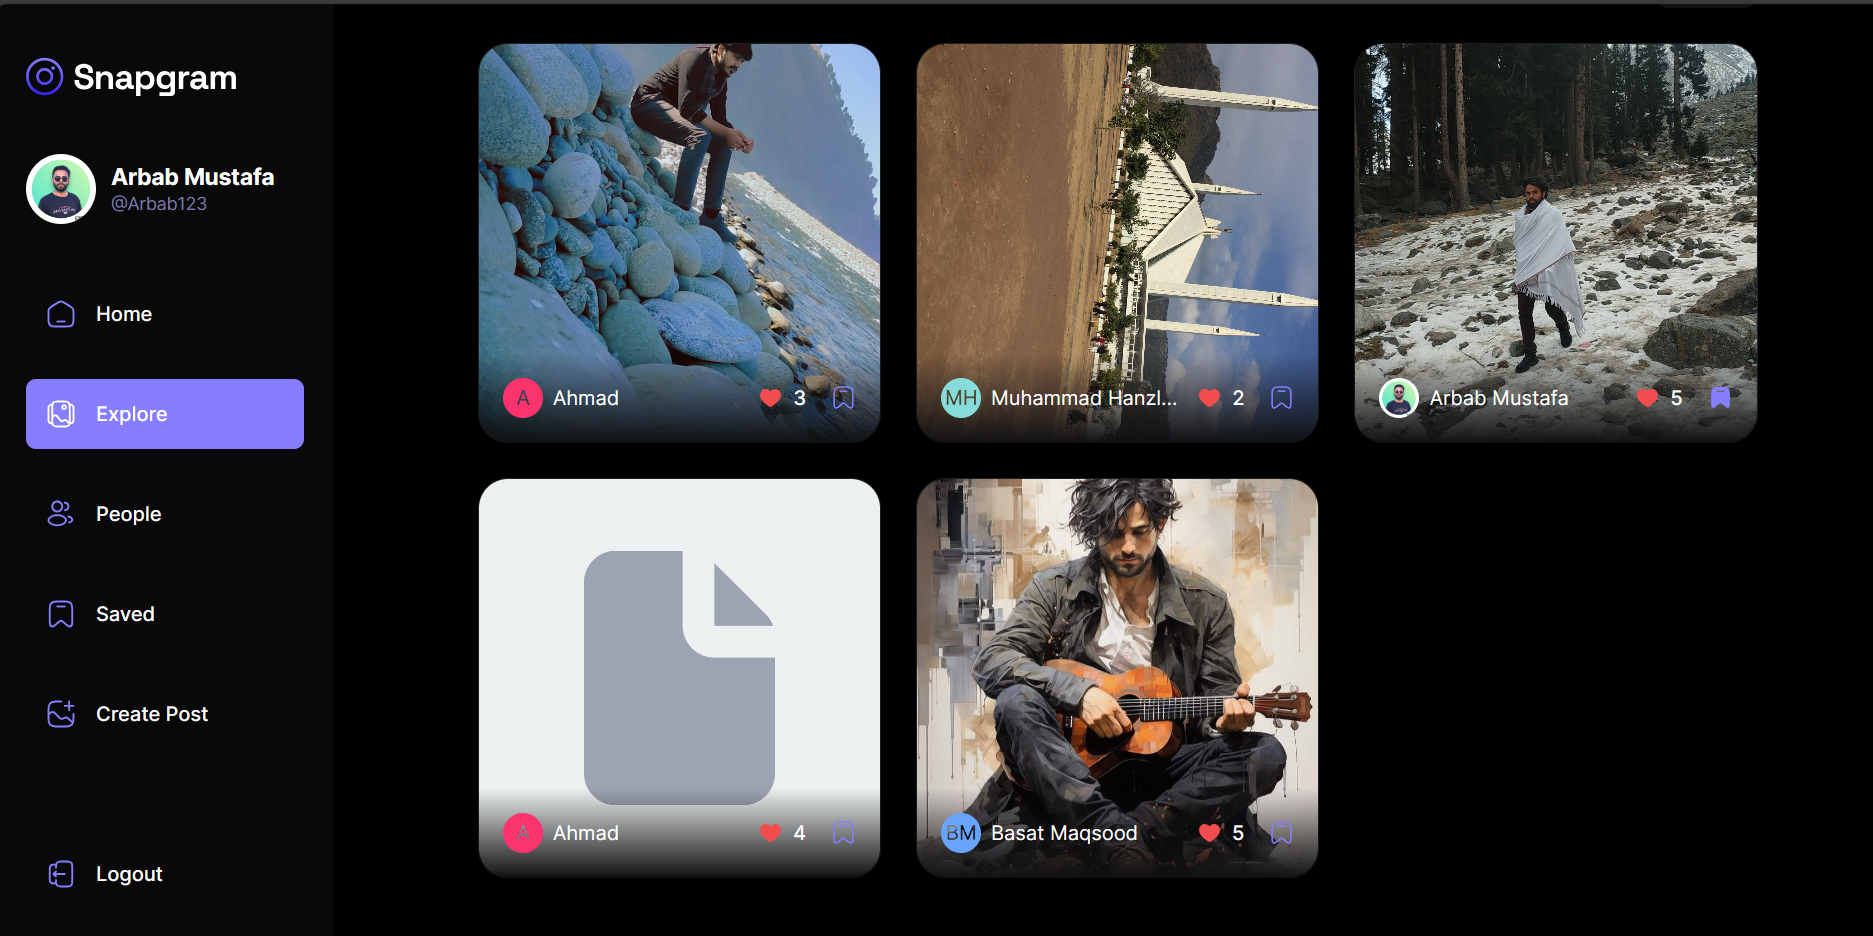 Snapgram
Arbab Mustafa
@Arbab123
Home
Explore
People
Saved
Create Post
Logout
A Ahmad 3
MH Muhammad Hanzl... 2
Arbab Mustafa 5
A Ahmad 4
BM Basat Maqsood 5